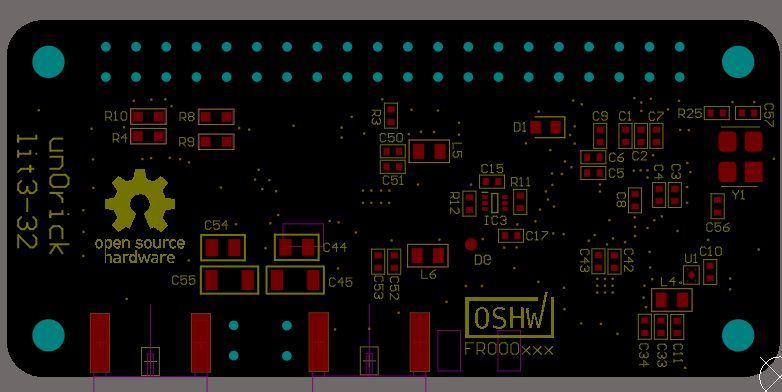 R10
R8
R4
R9
R3
C50
C51
L5
D1
C9
C1
C7
C2
C6
C5
R25
C57
C4
C3
C8
Y1
C56
C15
R11
R12
IC3
C17
un0rick
lit3-32
open source
hardware
C54
C44
C55
C45
C53
C52
L6
D6
C43
C42
U1
C10
L4
C34
C33
C11
OSHW
FR000xxx